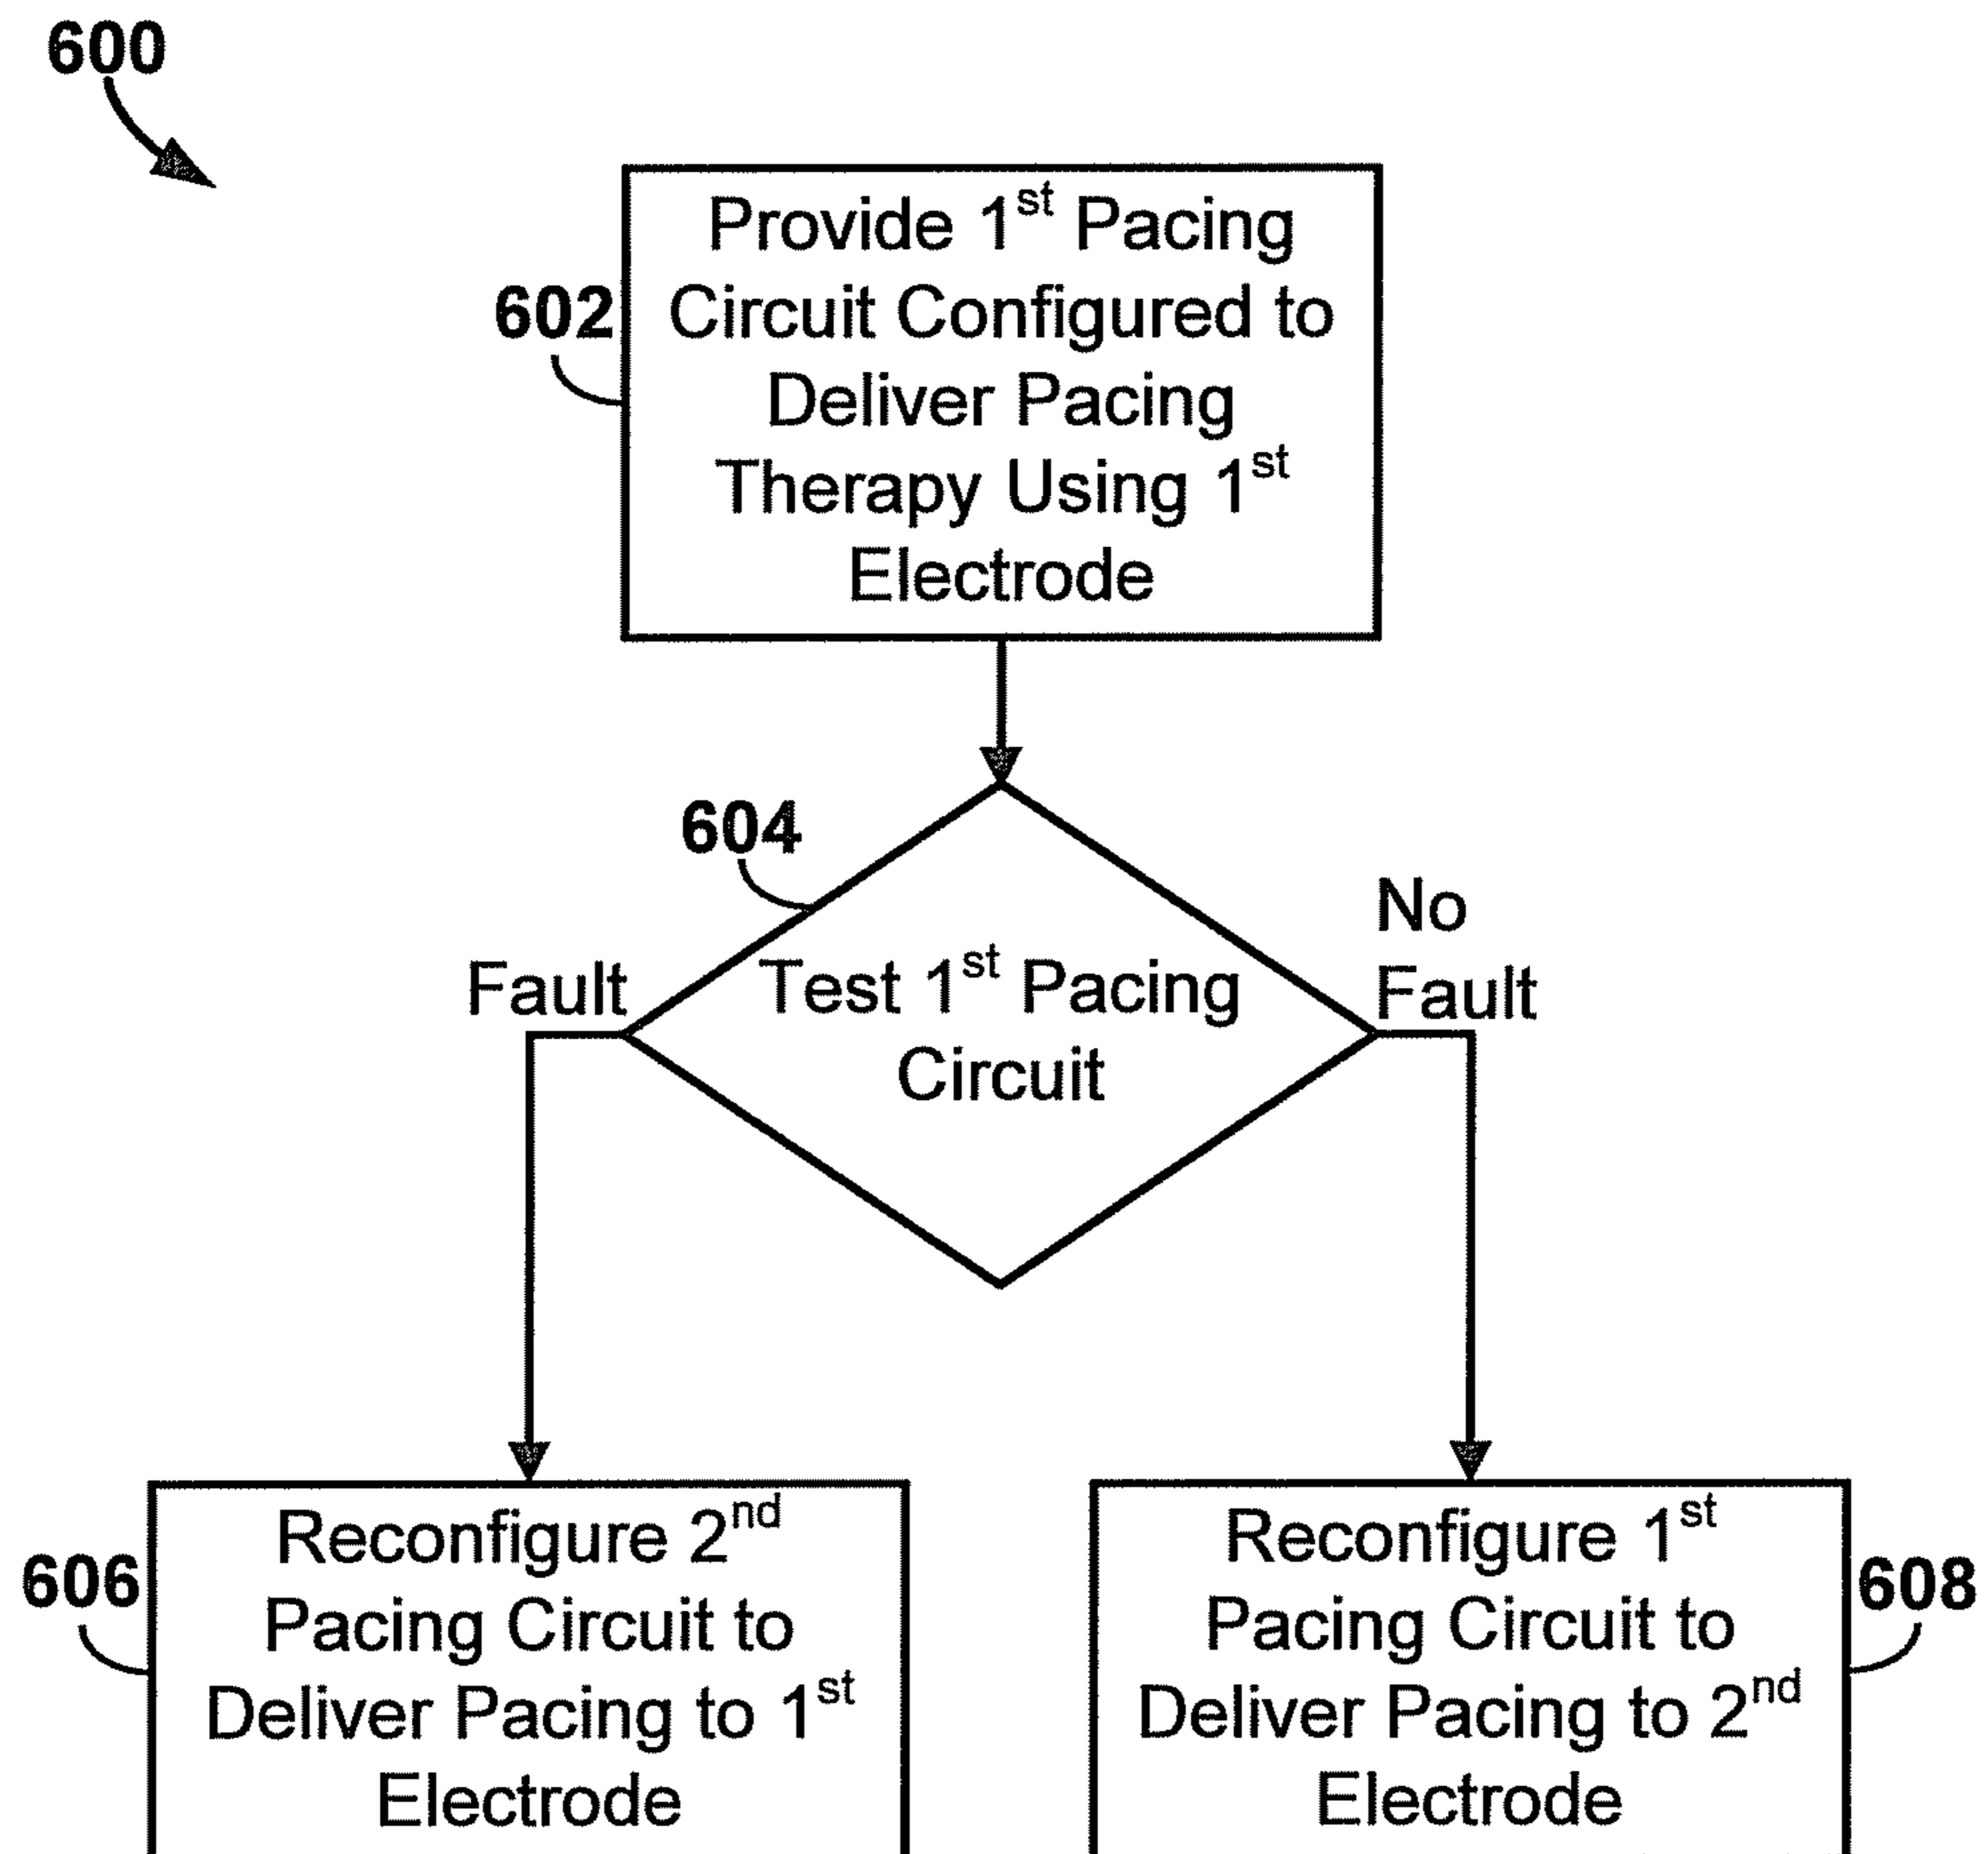 600
Provide 1st Pacing
602
Circuit Configured to
Deliver Pacing
Therapy Using 1st
Electrode
604
Test 1st Pacing
Circuit
Fault
No
Fault
606
Reconfigure 2nd
Pacing Circuit to
Deliver Pacing to 1st
Electrode
Reconfigure 1st
Pacing Circuit to
Deliver Pacing to 2nd
Electrode
608